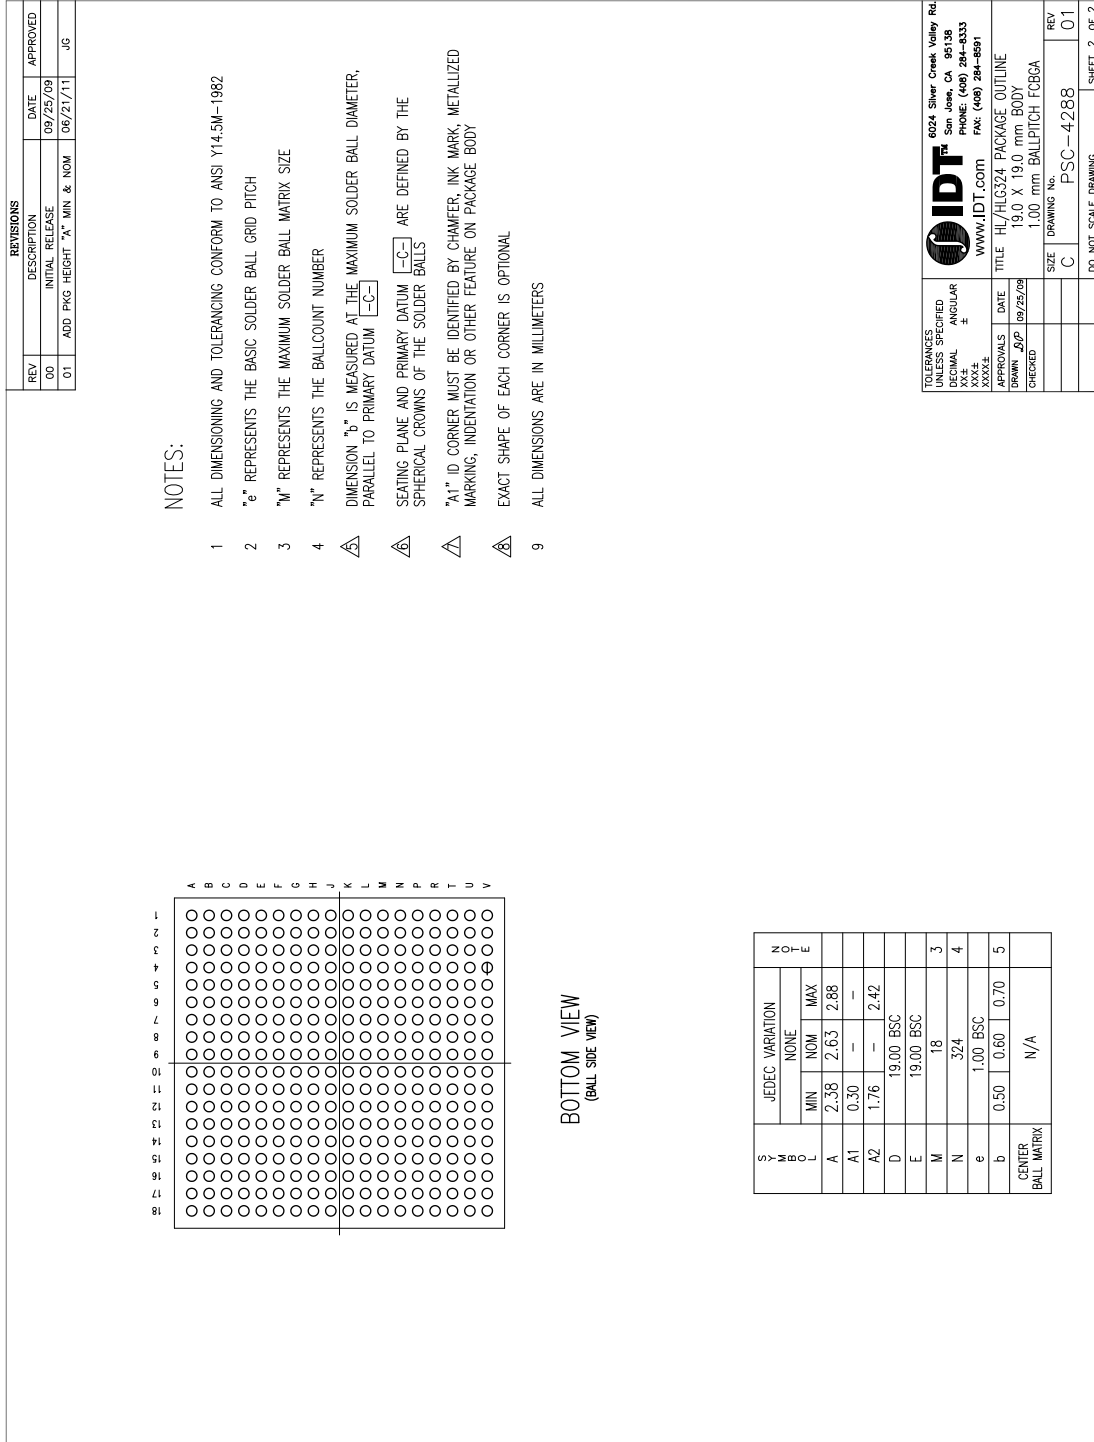 REVISIONS
REV DESCRIPTION DATE APPROVED
00 INITIAL RELEASE 09/25/09
01 ADD PKG HEIGHT "A" MIN & NOM 06/21/11 JG
NOTES:
1 ALL DIMENSIONING AND TOLERANCING CONFORM TO ANSI Y14.5M-1982
2 "e" REPRESENTS THE BASIC SOLDER BALL GRID PITCH
3 "M" REPRESENTS THE MAXIMUM SOLDER BALL MATRIX SIZE
4 "N" REPRESENTS THE BALLCOUNT NUMBER
5 DIMENSION "b" IS MEASURED AT THE MAXIMUM SOLDER BALL DIAMETER,
PARALLEL TO PRIMARY DATUM -C-
6 SEATING PLANE AND PRIMARY DATUM -C- ARE DEFINED BY THE
SPHERICAL CROWNS OF THE SOLDER BALLS
7 "A1" ID CORNER MUST BE IDENTIFIED BY CHAMFER, INK MARK, METALLIZED
MARKING, INDENTATION OR OTHER FEATURE ON PACKAGE BODY
8 EXACT SHAPE OF EACH CORNER IS OPTIONAL
9 ALL DIMENSIONS ARE IN MILLIMETERS
18 17 16 15 14 13 12 11 10 9 8 7 6 5 4 3 2 1
A
B
C
D
E
F
G
H
J
K
L
M
N
P
R
T
U
V
BOTTOM VIEW
(BALL SIDE VIEW)
SYMBOL JEDEC VARIATION NOTE
NONE
MIN NOM MAX
A 2.38 2.63 2.88
A1 0.30 - -
A2 1.76 - 2.42
D 19.00 BSC
E 19.00 BSC
M 18 3
N 324 4
e 1.00 BSC
b 0.50 0.60 0.70 5
CENTER
BALL MATRIX N/A
TOLERANCES
UNLESS SPECIFIED
DECIMAL ANGULAR
XX± ±
XXX±
XXXX±
APPROVALS DATE
DRAWN 09/25/09
CHECKED
IDT™
www.IDT.com
6024 Silver Creek Valley Rd.
San Jose, CA 95138
PHONE: (408) 284-8333
FAX: (408) 284-8591
TITLE HL/HLG324 PACKAGE OUTLINE
19.0 X 19.0 mm BODY
1.00 mm BALLPITCH FCBGA
SIZE DRAWING No. REV
C PSC-4288 01
DO NOT SCALE DRAWING SHEET 2 OF 2